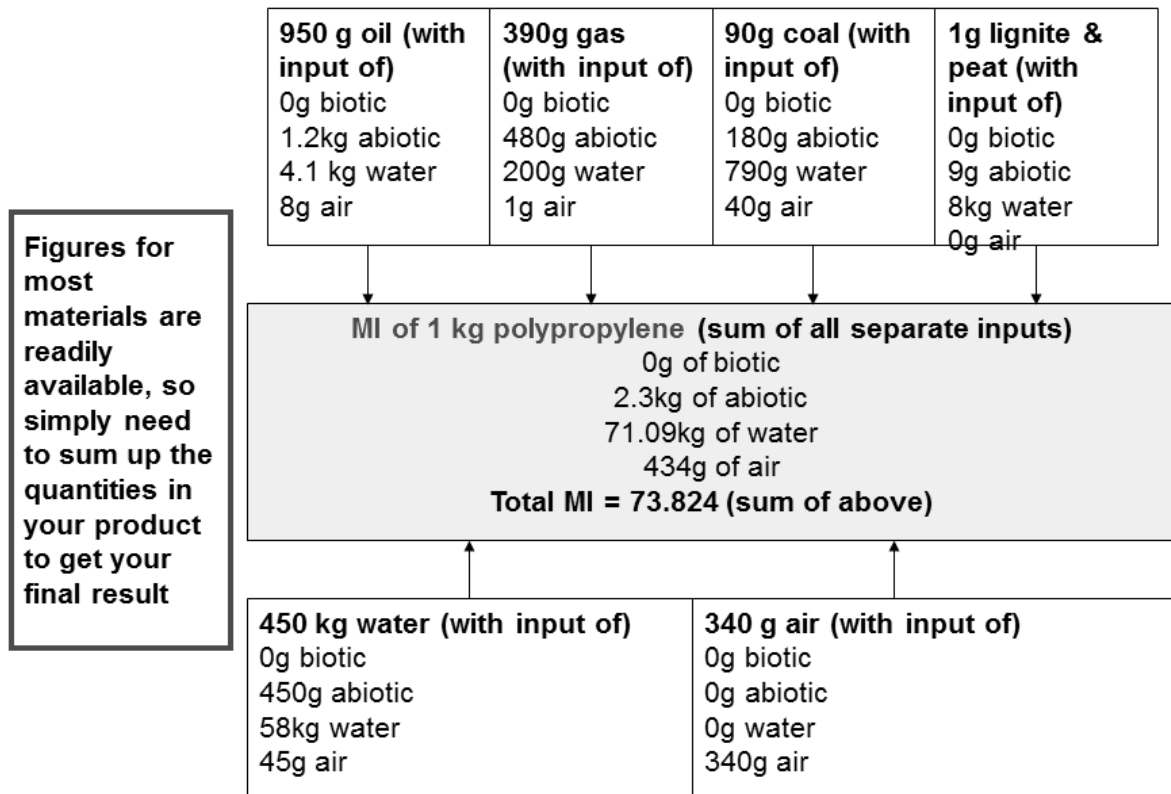 950 g oil (with
input of)
0g biotic
1.2kg abiotic
4.1 kg water
8g air
390g gas
(with input of)
0g biotic
480g abiotic
200g water
1g air
90g coal (with
input of)
0g biotic
180g abiotic
790g water
40g air
1g lignite &
peat (with
input of)
0g biotic
9g abiotic
8kg water
0g air
Figures for
most
materials are
readily
available, so
simply need
to sum up the
quantities in
your product
to get your
final result
MI of 1 kg polypropylene (sum of all separate inputs)
0g of biotic
2.3kg of abiotic
71.09kg of water
434g of air
Total MI = 73.824 (sum of above)
450 kg water (with input of)
0g biotic
450g abiotic
58kg water
45g air
340 g air (with input of)
0g biotic
0g abiotic
0g water
340g air